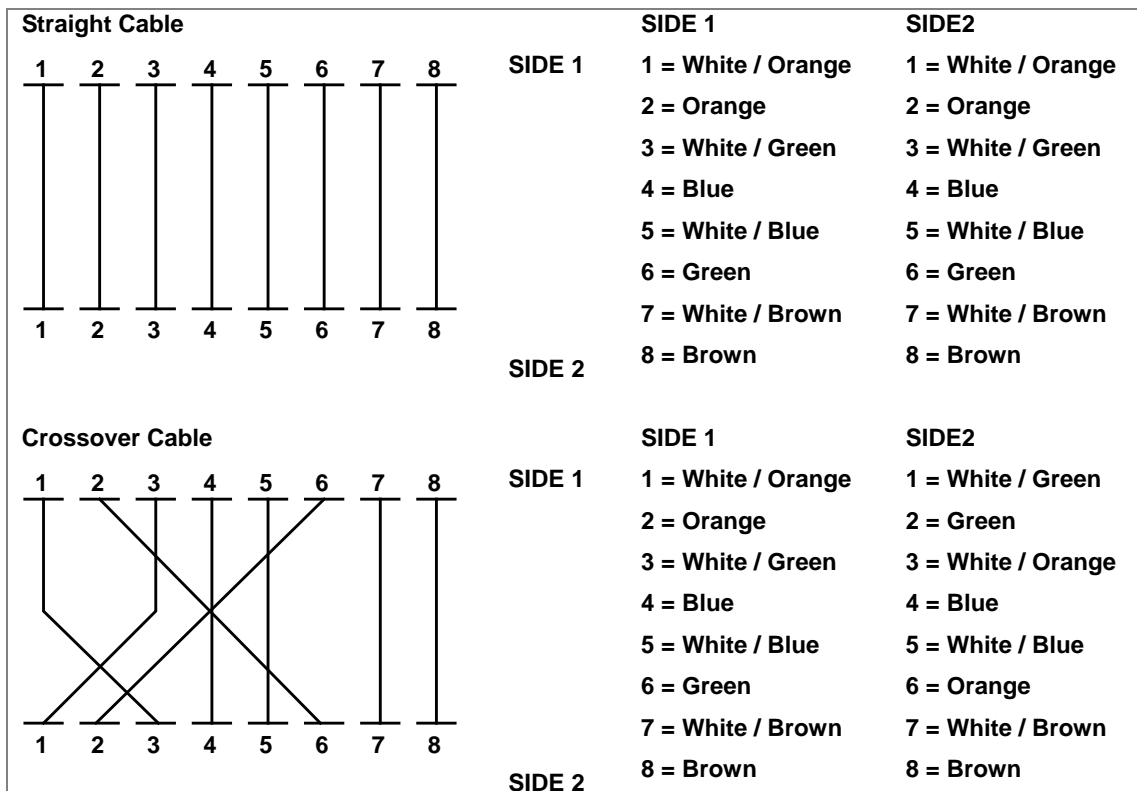 Straight Cable
1 2 3 4 5 6 7 8
1 2 3 4 5 6 7 8
SIDE 1
SIDE 2
SIDE 1
1 = White / Orange
2 = Orange
3 = White / Green
4 = Blue
5 = White / Blue
6 = Green
7 = White / Brown
8 = Brown
SIDE2
1 = White / Orange
2 = Orange
3 = White / Green
4 = Blue
5 = White / Blue
6 = Green
7 = White / Brown
8 = Brown
Crossover Cable
1 2 3 4 5 6 7 8
1 2 3 4 5 6 7 8
SIDE 1
SIDE 2
SIDE 1
1 = White / Orange
2 = Orange
3 = White / Green
4 = Blue
5 = White / Blue
6 = Green
7 = White / Brown
8 = Brown
SIDE2
1 = White / Green
2 = Green
3 = White / Orange
4 = Blue
5 = White / Blue
6 = Orange
7 = White / Brown
8 = Brown